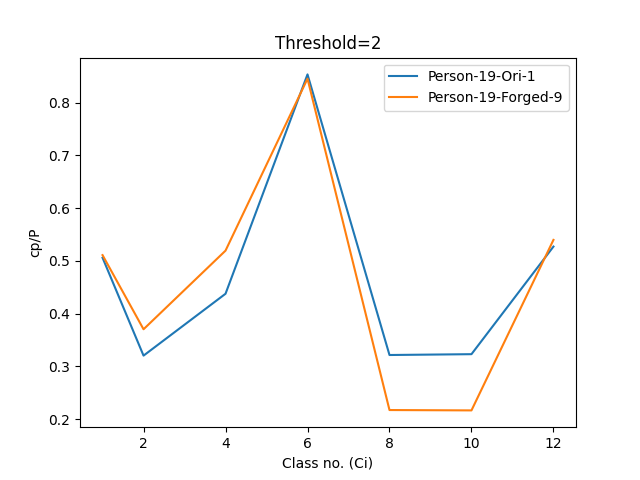 Threshold=2
Person-19-Ori-1
Person-19-Forged-9
cp/P
0.8
0.7
0.6
0.5
0.4
0.3
0.2
2 4 6 8 10 12
Class no. (Ci)